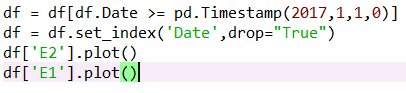 df = df[df.Date >= pd.Timestamp(2017,1,1,0)]
df = df.set_index('Date',drop="True")
df['E2'].plot()
df['E1'].plot()